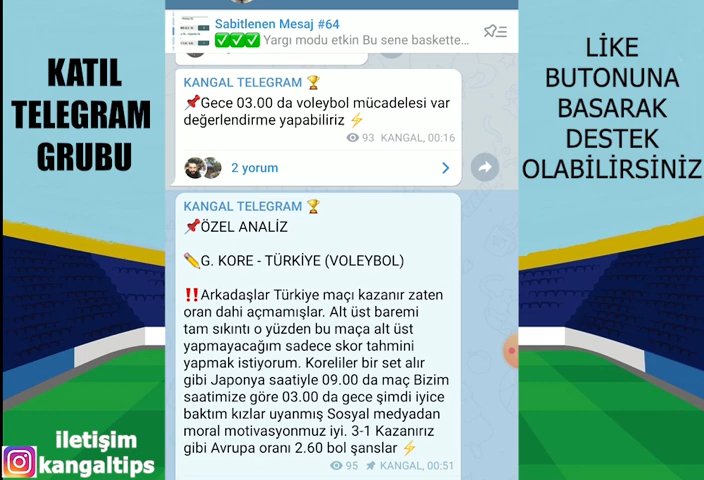 KATIL
TELEGRAM
GRUBU
Sabitlenen Mesaj #64
✅✅✅ Yargı modu etkin Bu sene baskette...
KANGAL TELEGRAM 🏆
📌Gece 03.00 da voleybol mücadelesi var
değerlendirme yapabiliriz ⚡
93 KANGAL, 00:16
2 yorum
KANGAL TELEGRAM 🏆
📌ÖZEL ANALİZ
✏️G. KORE - TÜRKİYE (VOLEYBOL)
‼️Arkadaşlar Türkiye maçı kazanır zaten
oran dahi açmamışlar. Alt üst baremi
tam sıkıntı o yüzden bu maça alt üst
yapmayacağım sadece skor tahmini
yapmak istiyorum. Koreliler bir set alır
gibi Japonya saatiyle 09.00 da maç Bizim
saatimize göre 03.00 da gece şimdi iyice
baktım kızlar uyanmış Sosyal medyadan
moral motivasyonmuz iyi. 3-1 Kazanırız
gibi Avrupa oranı 2.60 bol şanslar ⚡
95 KANGAL, 00:51
LİKE
BUTONUNA
BASARAK
DESTEK
OLABİLİRSİNİZ
iletişim
kangaltips